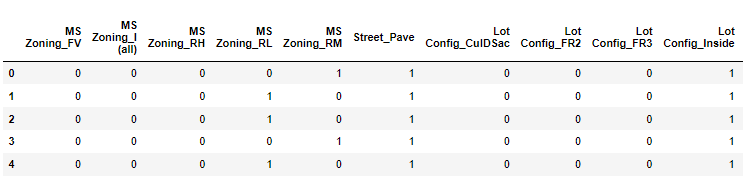 MS Zoning_FV MS Zoning_I (all) MS Zoning_RH MS Zoning_RL MS Zoning_RM Street_Pave Lot Config_CulDSac Lot Config_FR2 Lot Config_FR3 Lot Config_Inside
0 0 0 0 0 1 1 0 0 0 1
1 0 0 0 1 0 1 0 0 0 1
2 0 0 0 1 0 1 0 0 0 1
3 0 0 0 0 1 1 0 0 0 1
4 0 0 0 1 0 1 0 0 0 1